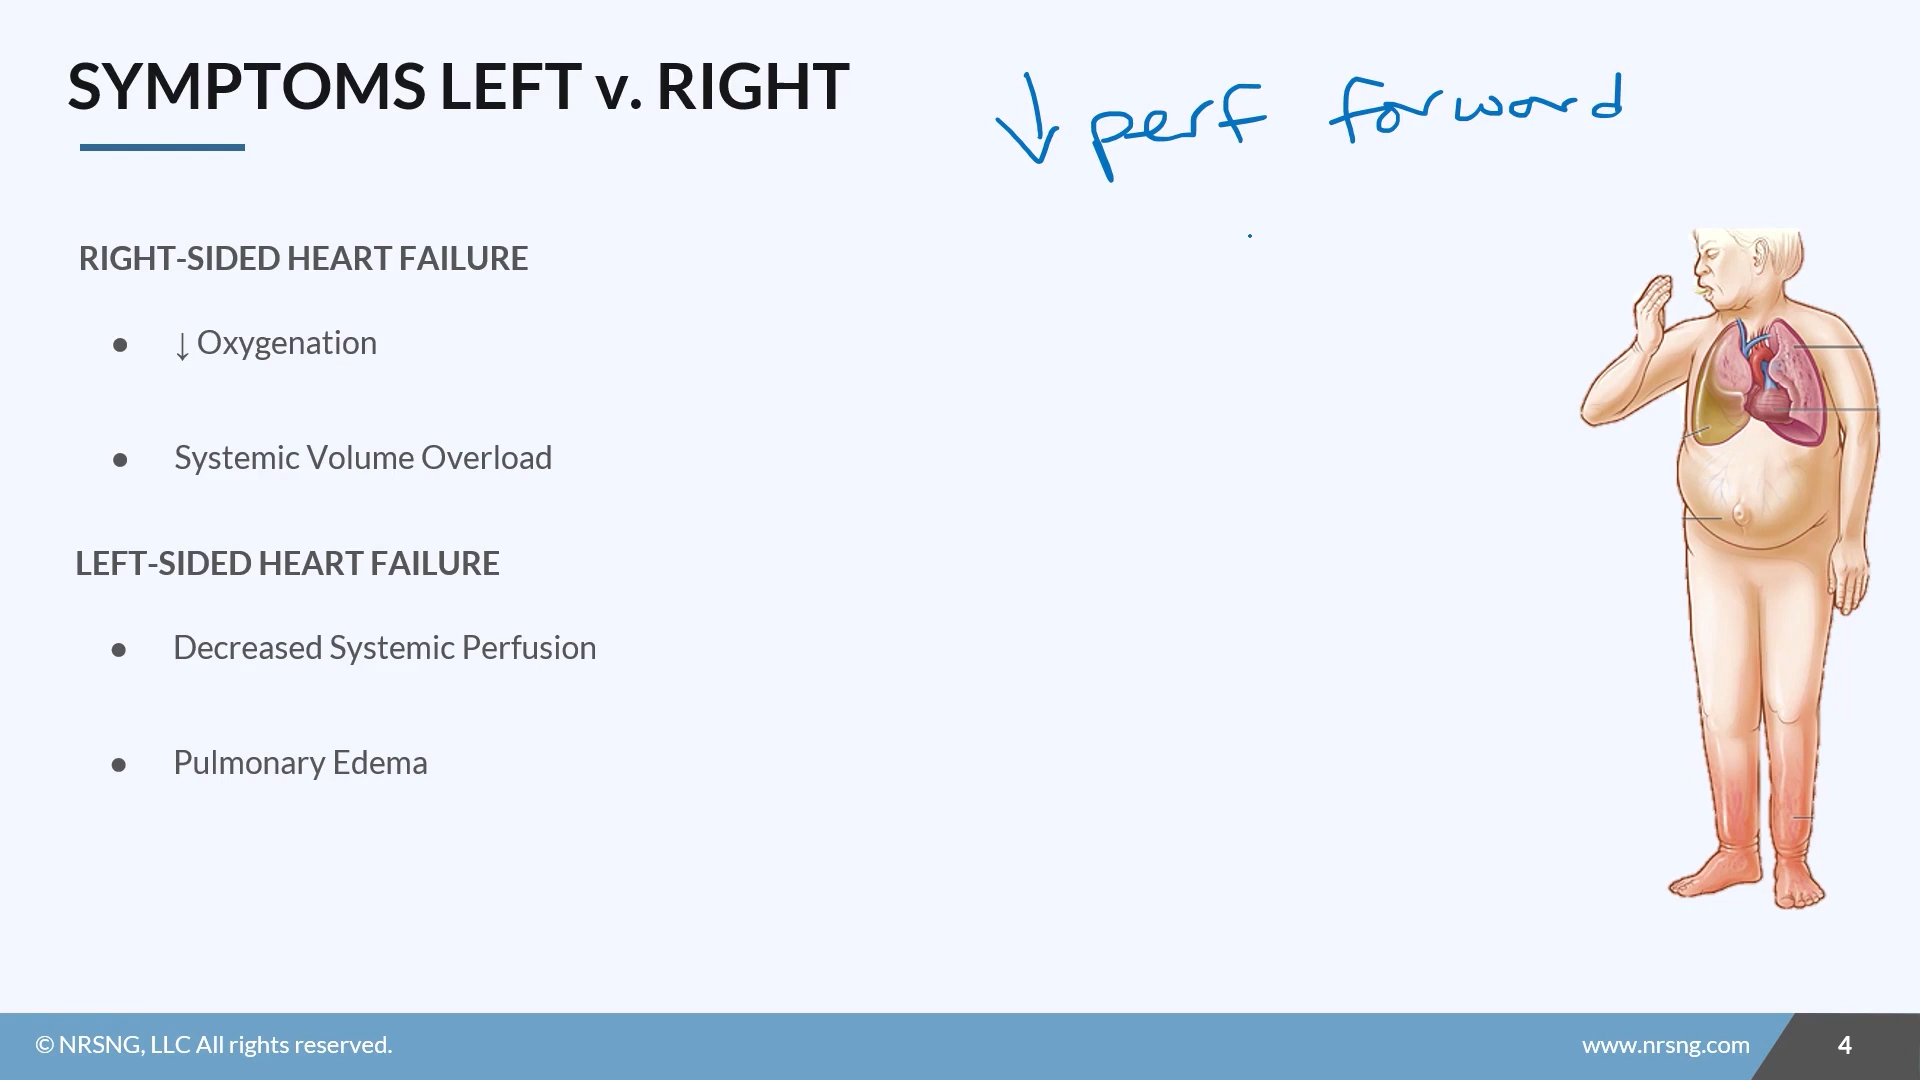 SYMPTOMS LEFT v. RIGHT
↓ perf forward
RIGHT-SIDED HEART FAILURE
● ↓ Oxygenation
● Systemic Volume Overload
LEFT-SIDED HEART FAILURE
● Decreased Systemic Perfusion
● Pulmonary Edema
© NRSNG, LLC All rights reserved.
www.nrsng.com
4